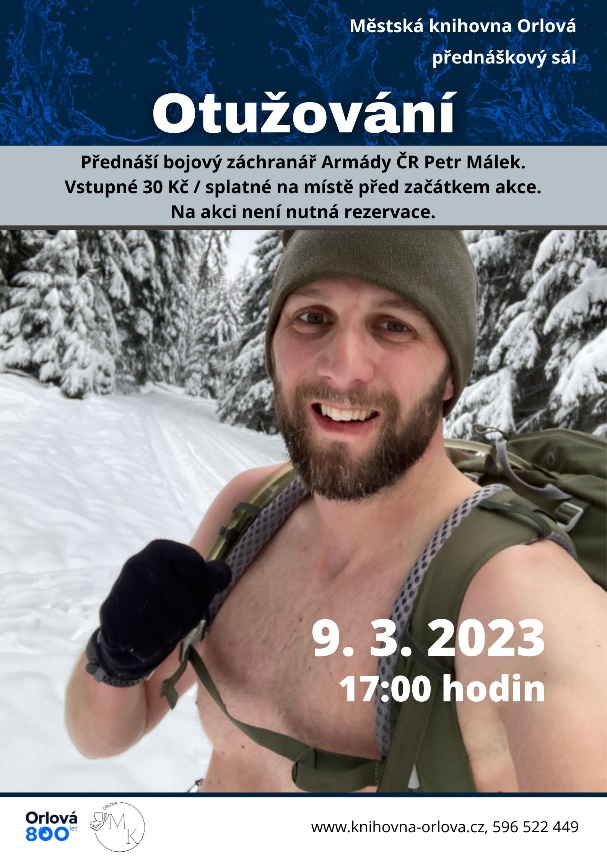 Městská knihovna Orlová
přednáškový sál
Otužování
Přednáší bojový záchranář Armády ČR Petr Málek.
Vstupné 30 Kč / splatné na místě před začátkem akce.
Na akci není nutná rezervace.
9. 3. 2023
17:00 hodin
Orlová
800 let
ORLOVÁ
MK
www.knihovna-orlova.cz, 596 522 449